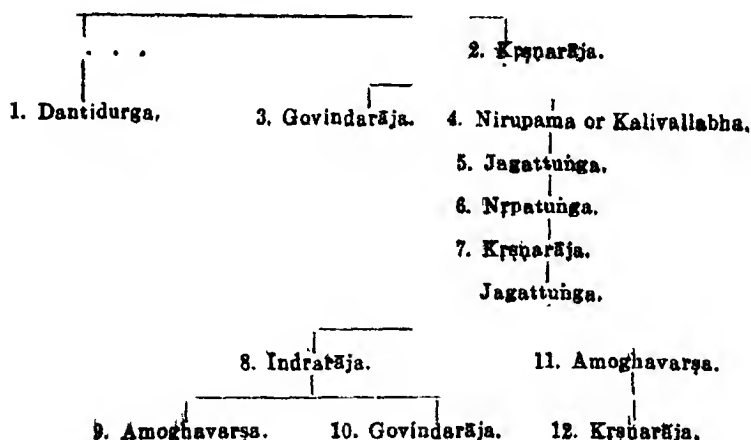 . . .
2. Kṛṣṇarāja.
1. Dantidurga, 3. Govindarāja. 4. Nirupama or Kalivallabha,
5. Jagattuṅga.
6. Nṛpatuṅga.
7. Kṛṣṇarāja.
Jagattuṅga.
8. Indrarāja. 11. Amoghavarṣa.
9. Amoghavarṣa. 10. Govindarāja. 12. Kṛṣṇarāja,